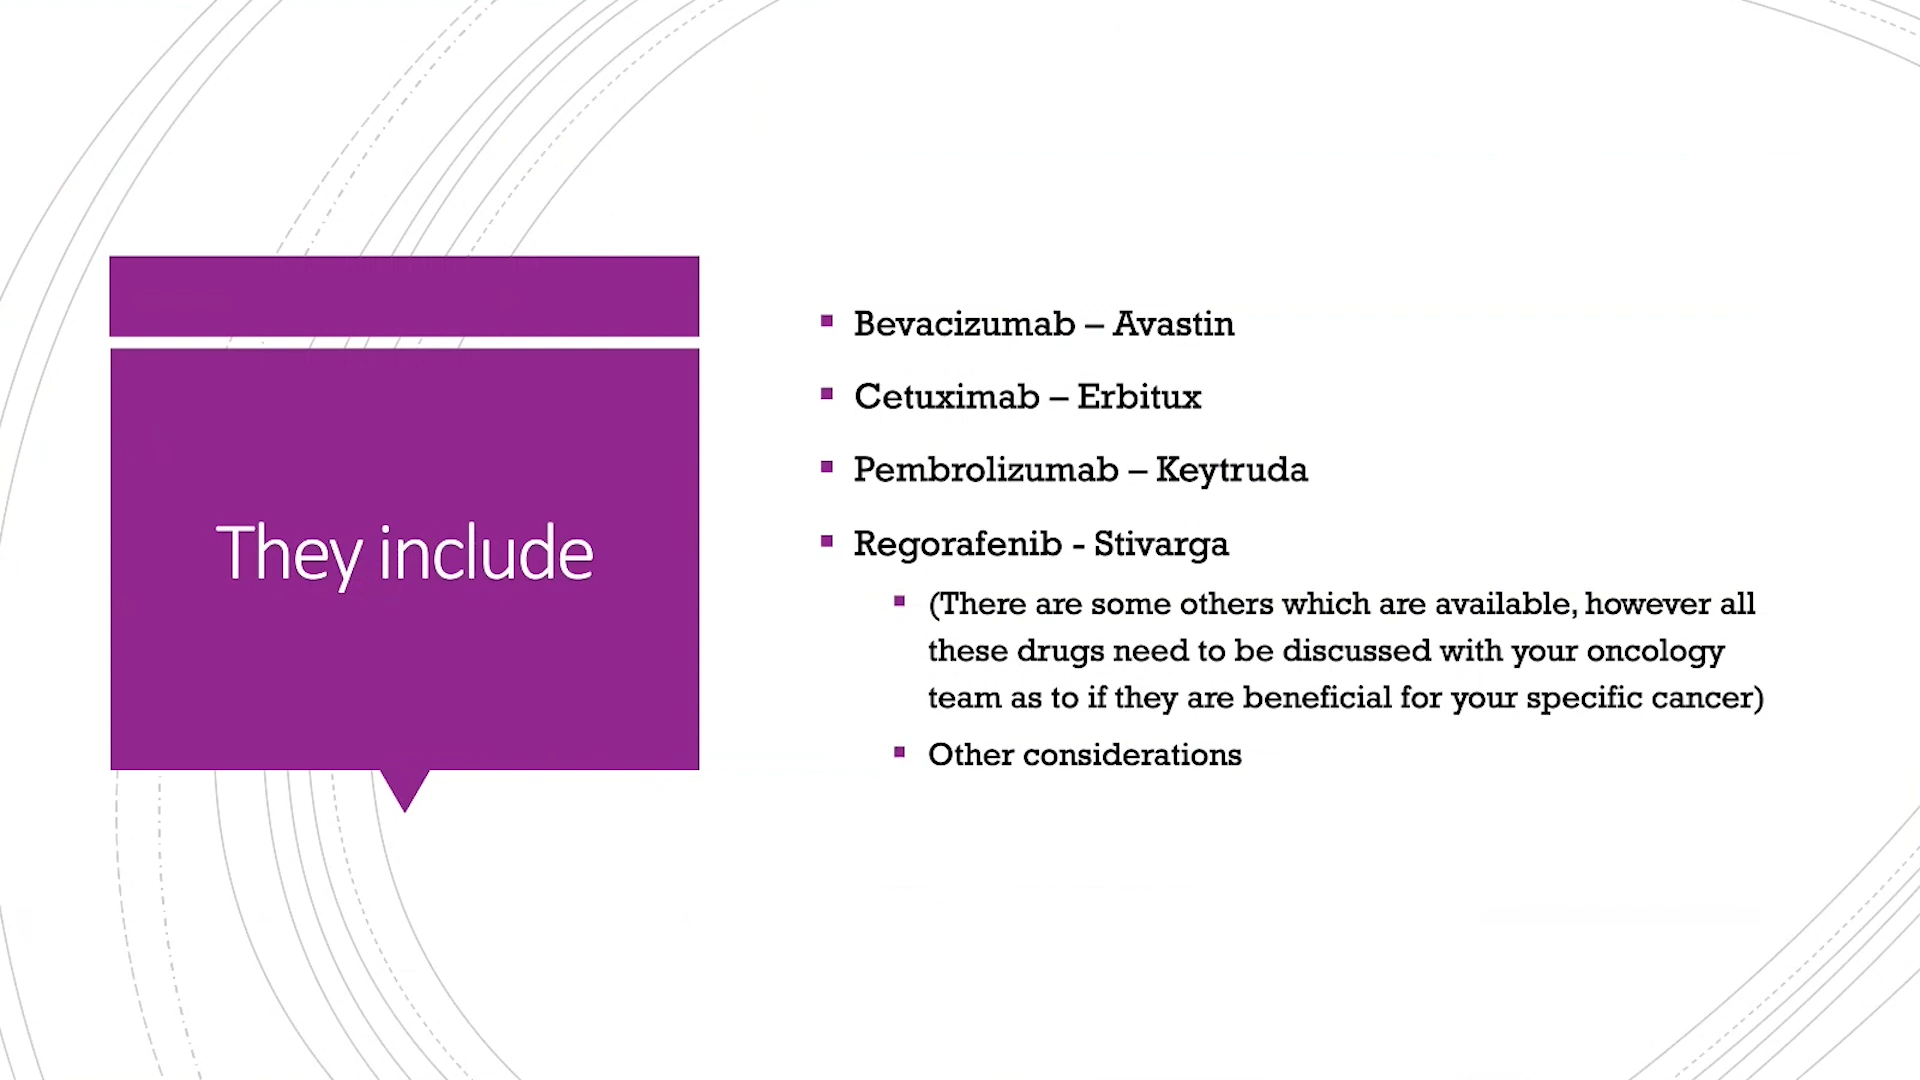 They include
Bevacizumab – Avastin
Cetuximab – Erbitux
Pembrolizumab – Keytruda
Regorafenib - Stivarga
(There are some others which are available, however all
these drugs need to be discussed with your oncology
team as to if they are beneficial for your specific cancer)
Other considerations